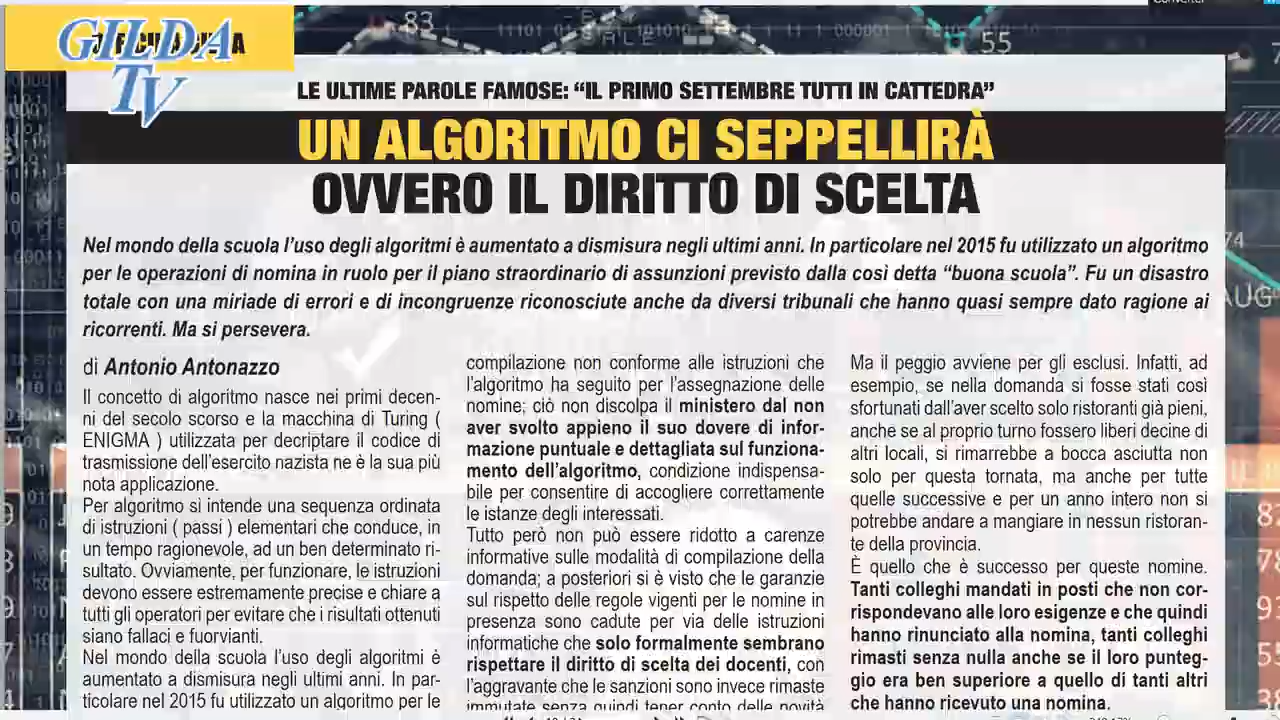 GILDA
TV
83
55
LE ULTIME PAROLE FAMOSE: “IL PRIMO SETTEMBRE TUTTI IN CATTEDRA”
UN ALGORITMO CI SEPPELLIRÀ
OVVERO IL DIRITTO DI SCELTA
Nel mondo della scuola l’uso degli algoritmi è aumentato a dismisura negli ultimi anni. In particolare nel 2015 fu utilizzato un algoritmo
per le operazioni di nomina in ruolo per il piano straordinario di assunzioni previsto dalla così detta “buona scuola”. Fu un disastro
totale con una miriade di errori e di incongruenze riconosciute anche da diversi tribunali che hanno quasi sempre dato ragione ai
ricorrenti. Ma si persevera.
di Antonio Antonazzo
Il concetto di algoritmo nasce nei primi decen-
ni del secolo scorso e la macchina di Turing (
ENIGMA ) utilizzata per decriptare il codice di
trasmissione dell’esercito nazista ne è la sua più
nota applicazione.
Per algoritmo si intende una sequenza ordinata
di istruzioni ( passi ) elementari che conduce, in
un tempo ragionevole, ad un ben determinato ri-
sultato. Ovviamente, per funzionare, le istruzioni
devono essere estremamente precise e chiare a
tutti gli operatori per evitare che i risultati ottenuti
siano fallaci e fuorvianti.
Nel mondo della scuola l’uso degli algoritmi è
aumentato a dismisura negli ultimi anni. In par-
ticolare nel 2015 fu utilizzato un algoritmo per le
compilazione non conforme alle istruzioni che
l’algoritmo ha seguito per l’assegnazione delle
nomine; ciò non discolpa il ministero dal non
aver svolto appieno il suo dovere di infor-
mazione puntuale e dettagliata sul funziona-
mento dell’algoritmo, condizione indispensa-
bile per consentire di accogliere correttamente
le istanze degli interessati.
Tutto però non può essere ridotto a carenze
informative sulle modalità di compilazione della
domanda; a posteriori si è visto che le garanzie
sul rispetto delle regole vigenti per le nomine in
presenza sono cadute per via delle istruzioni
informatiche che solo formalmente sembrano
rispettare il diritto di scelta dei docenti, con
l’aggravante che le sanzioni sono invece rimaste
immutate senza quindi tener conto delle novità
Ma il peggio avviene per gli esclusi. Infatti, ad
esempio, se nella domanda si fosse stati così
sfortunati dall’aver scelto solo ristoranti già pieni,
anche se al proprio turno fossero liberi decine di
altri locali, si rimarrebbe a bocca asciutta non
solo per questa tornata, ma anche per tutte
quelle successive e per un anno intero non si
potrebbe andare a mangiare in nessun ristoran-
te della provincia.
È quello che è successo per queste nomine.
Tanti colleghi mandati in posti che non cor-
rispondevano alle loro esigenze e che quindi
hanno rinunciato alla nomina, tanti colleghi
rimasti senza nulla anche se il loro punteg-
gio era ben superiore a quello di tanti altri
che hanno ricevuto una nomina.